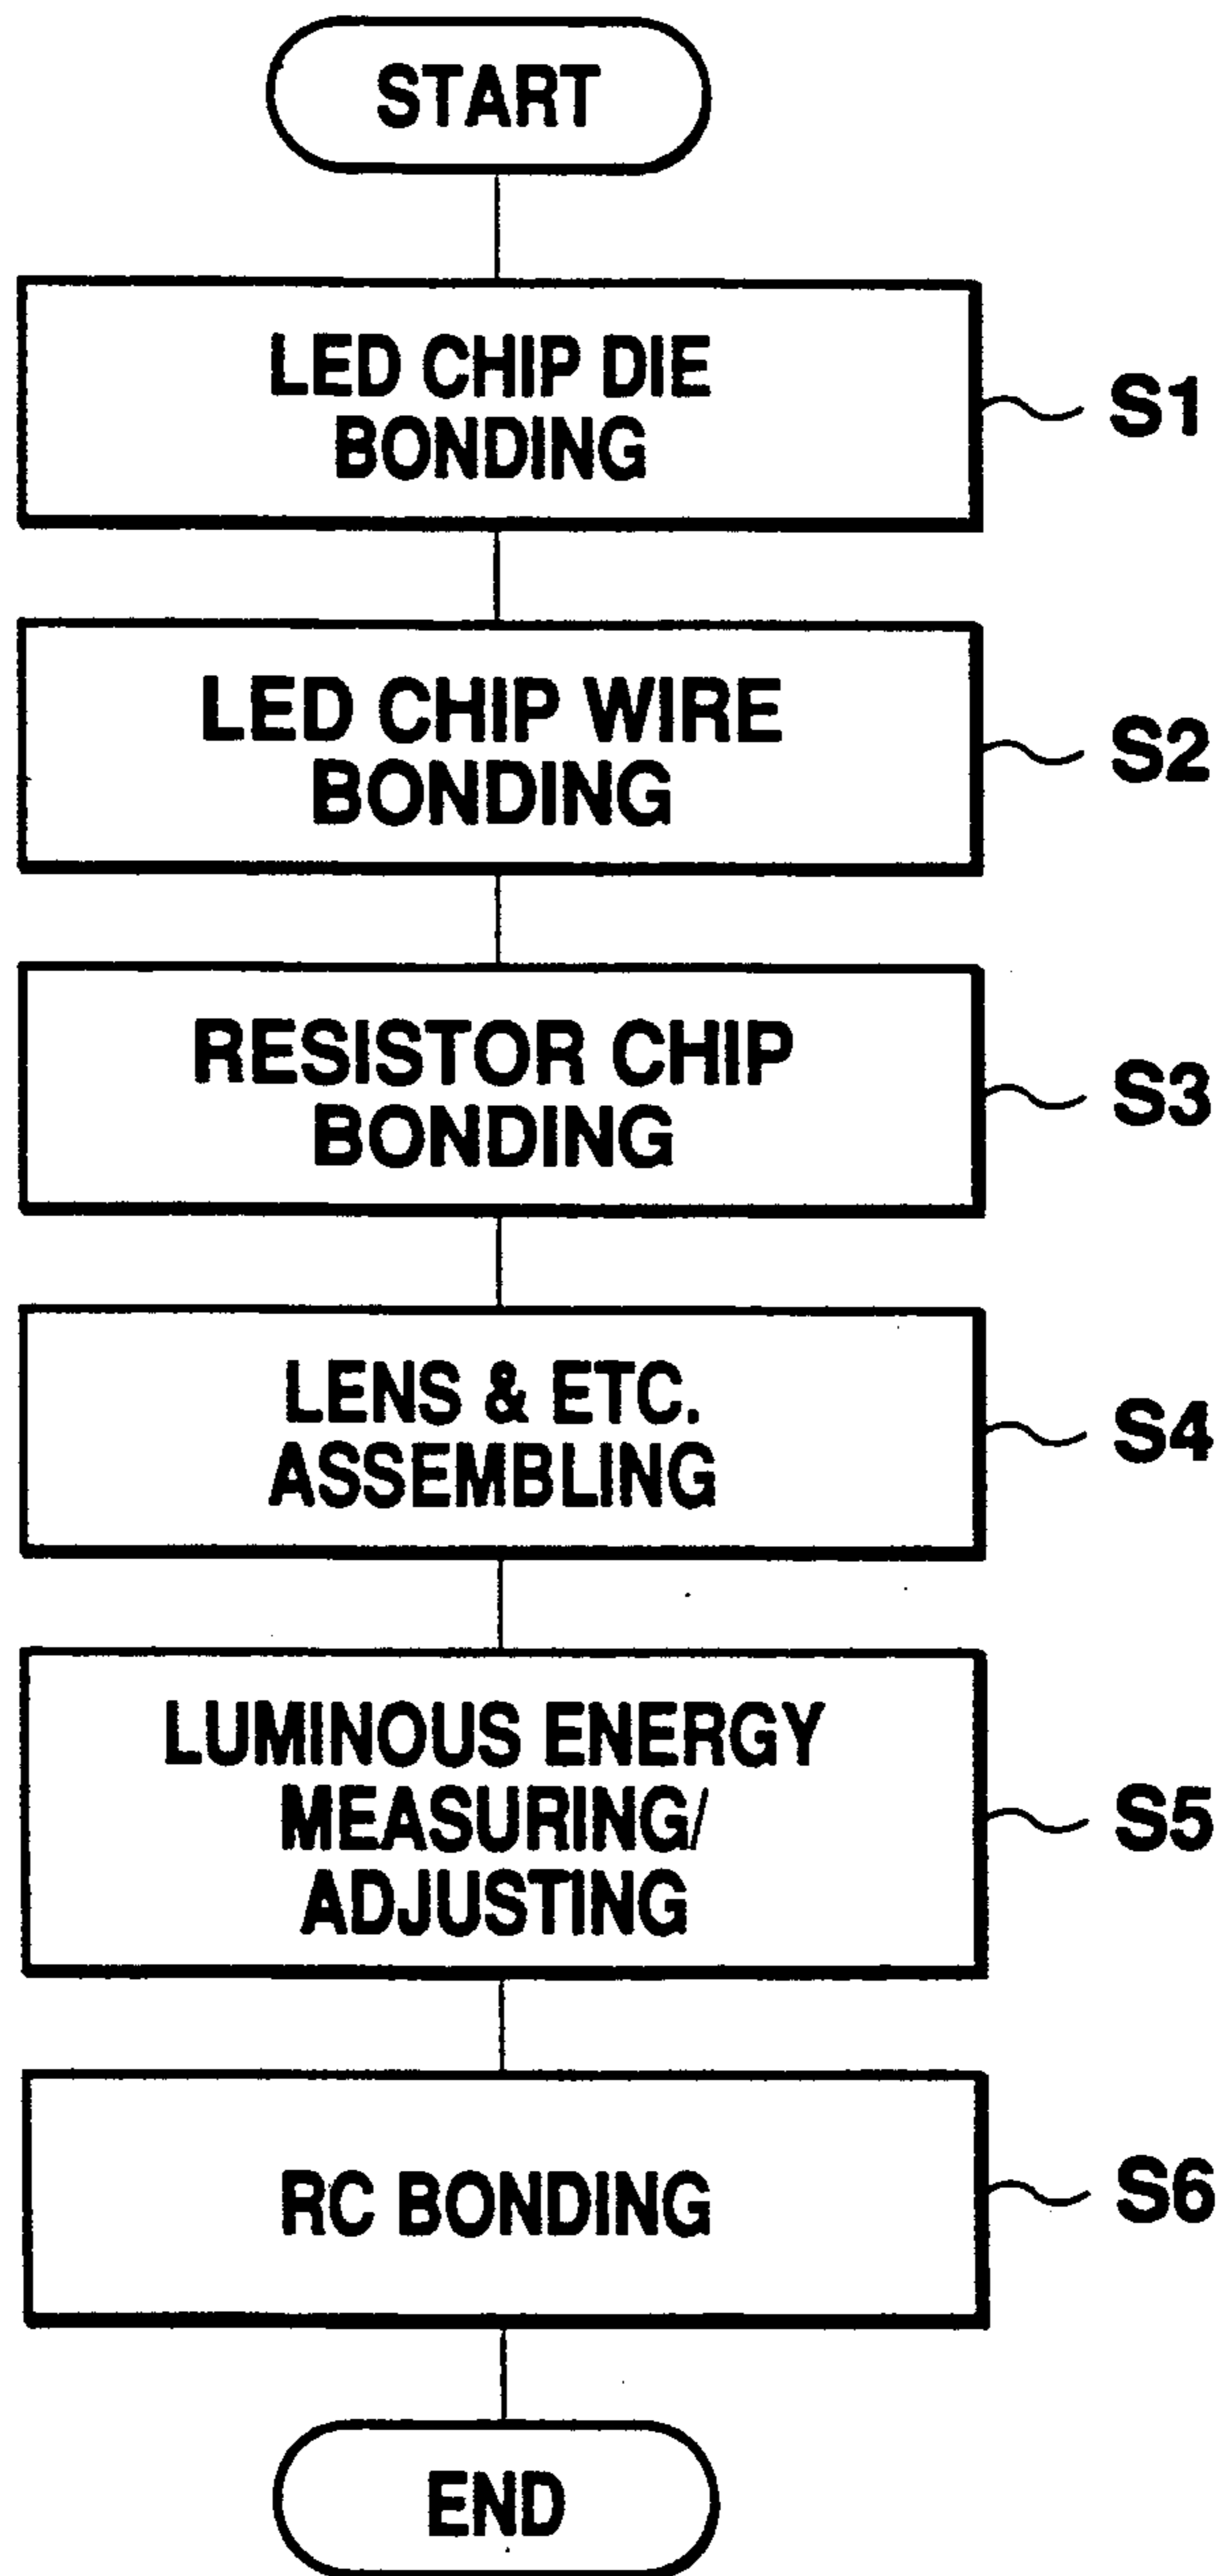 START
LED CHIP DIE
BONDING
S1
LED CHIP WIRE
BONDING
S2
RESISTOR CHIP
BONDING
S3
LENS & ETC.
ASSEMBLING
S4
LUMINOUS ENERGY
MEASURING/
ADJUSTING
S5
RC BONDING
S6
END